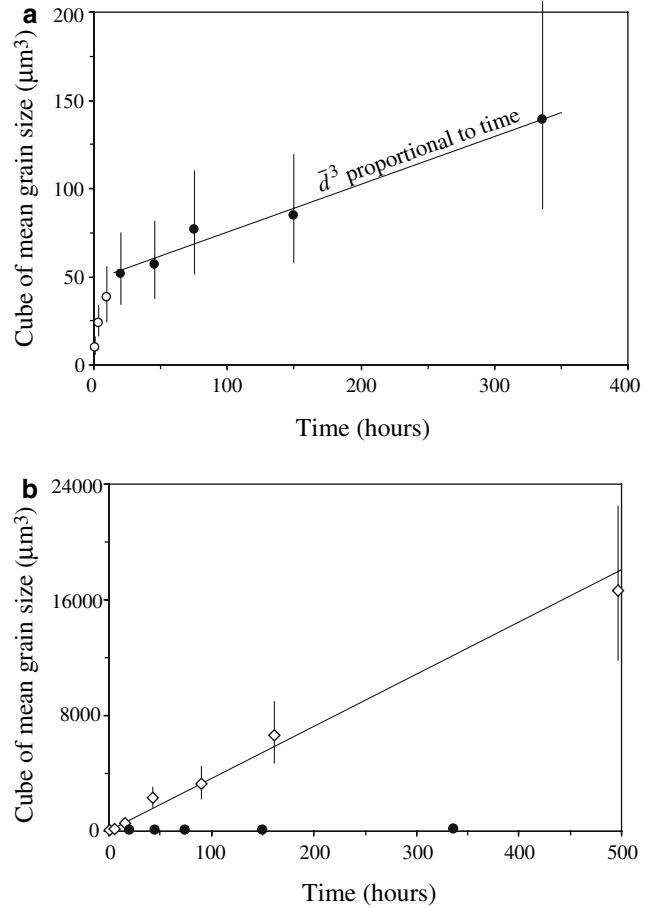 a
200
150
100
50
0
Cube of mean grain size (μm³)
d̄³ proportional to time
0 100 200 300 400
Time (hours)
b
24000
16000
8000
0
Cube of mean grain size (μm³)
0 100 200 300 400 500
Time (hours)